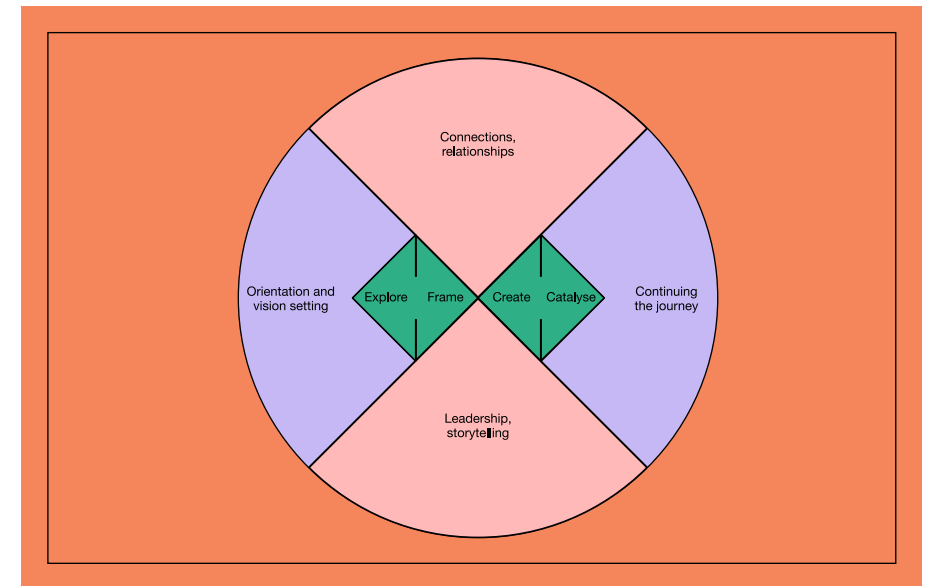 Connections,
relationships
Orientation and
vision setting
Explore
Frame
Create
Catalyse
Continuing
the journey
Leadership,
storytelling